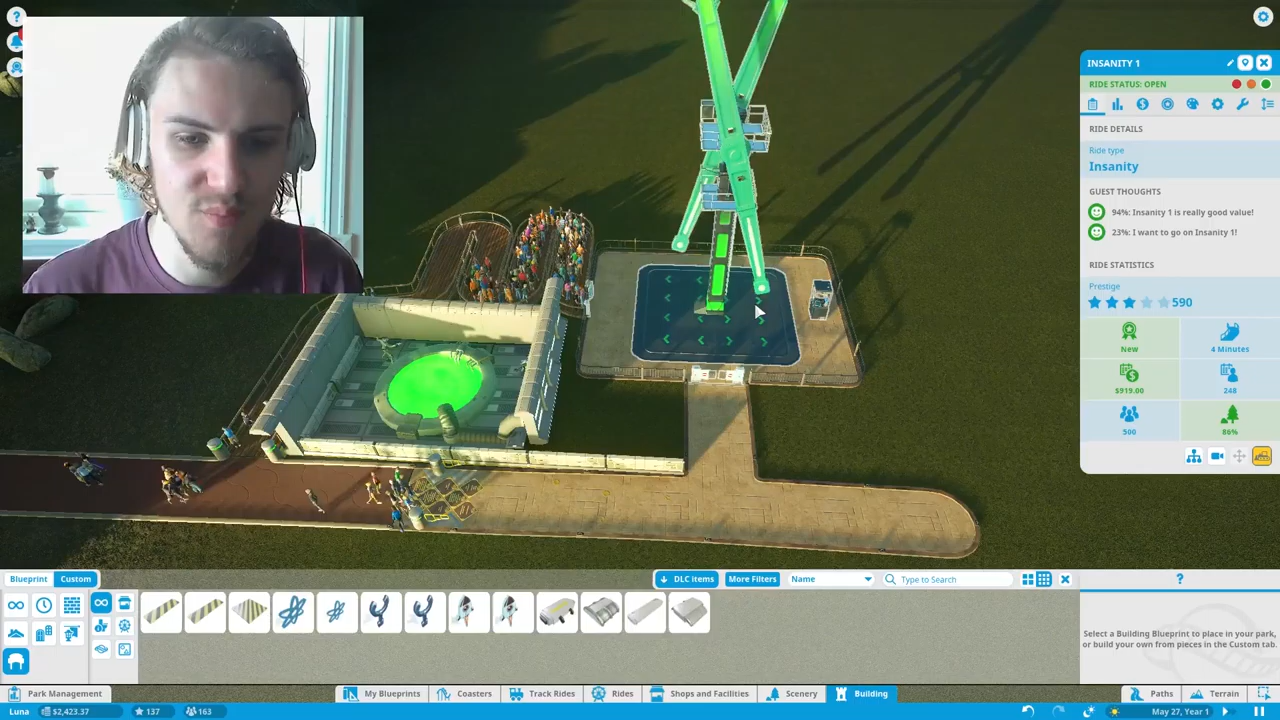 INSANITY 1
RIDE STATUS: OPEN
RIDE DETAILS
Ride type
Insanity
GUEST THOUGHTS
94%: Insanity 1 is really good value!
23%: I want to go on Insanity 1!
RIDE STATISTICS
Prestige
590
New
4 Minutes
$919.00
248
500
86%
Blueprint
Custom
DLC items
More Filters
Name
Type to Search
?
Select a Building Blueprint to place in your park,
or build your own from pieces in the Custom tab.
Park Management
My Blueprints
Coasters
Track Rides
Rides
Shops and Facilities
Scenery
Building
Paths
Terrain
Luna
$2,423.37
137
163
May 27, Year 1